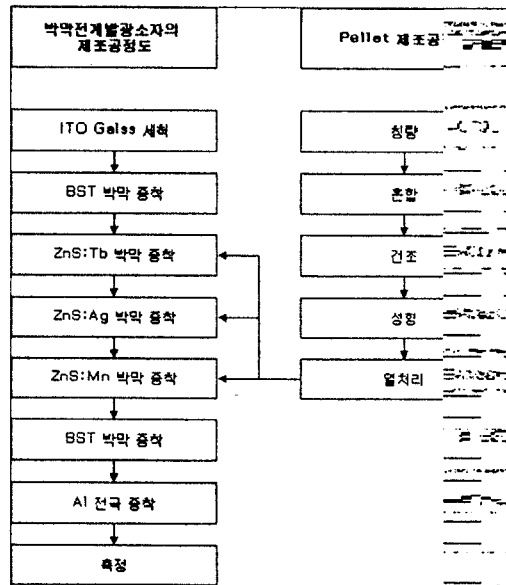 박막전계발광소자의
제조공정도
ITO Galss 세척
BST 박막 증착
ZnS:Tb 박막 증착
ZnS:Ag 박막 증착
ZnS:Mn 박막 증착
BST 박막 증착
Al 전극 증착
측정
Pellet 제조공
칭량
혼합
건조
성형
열처리